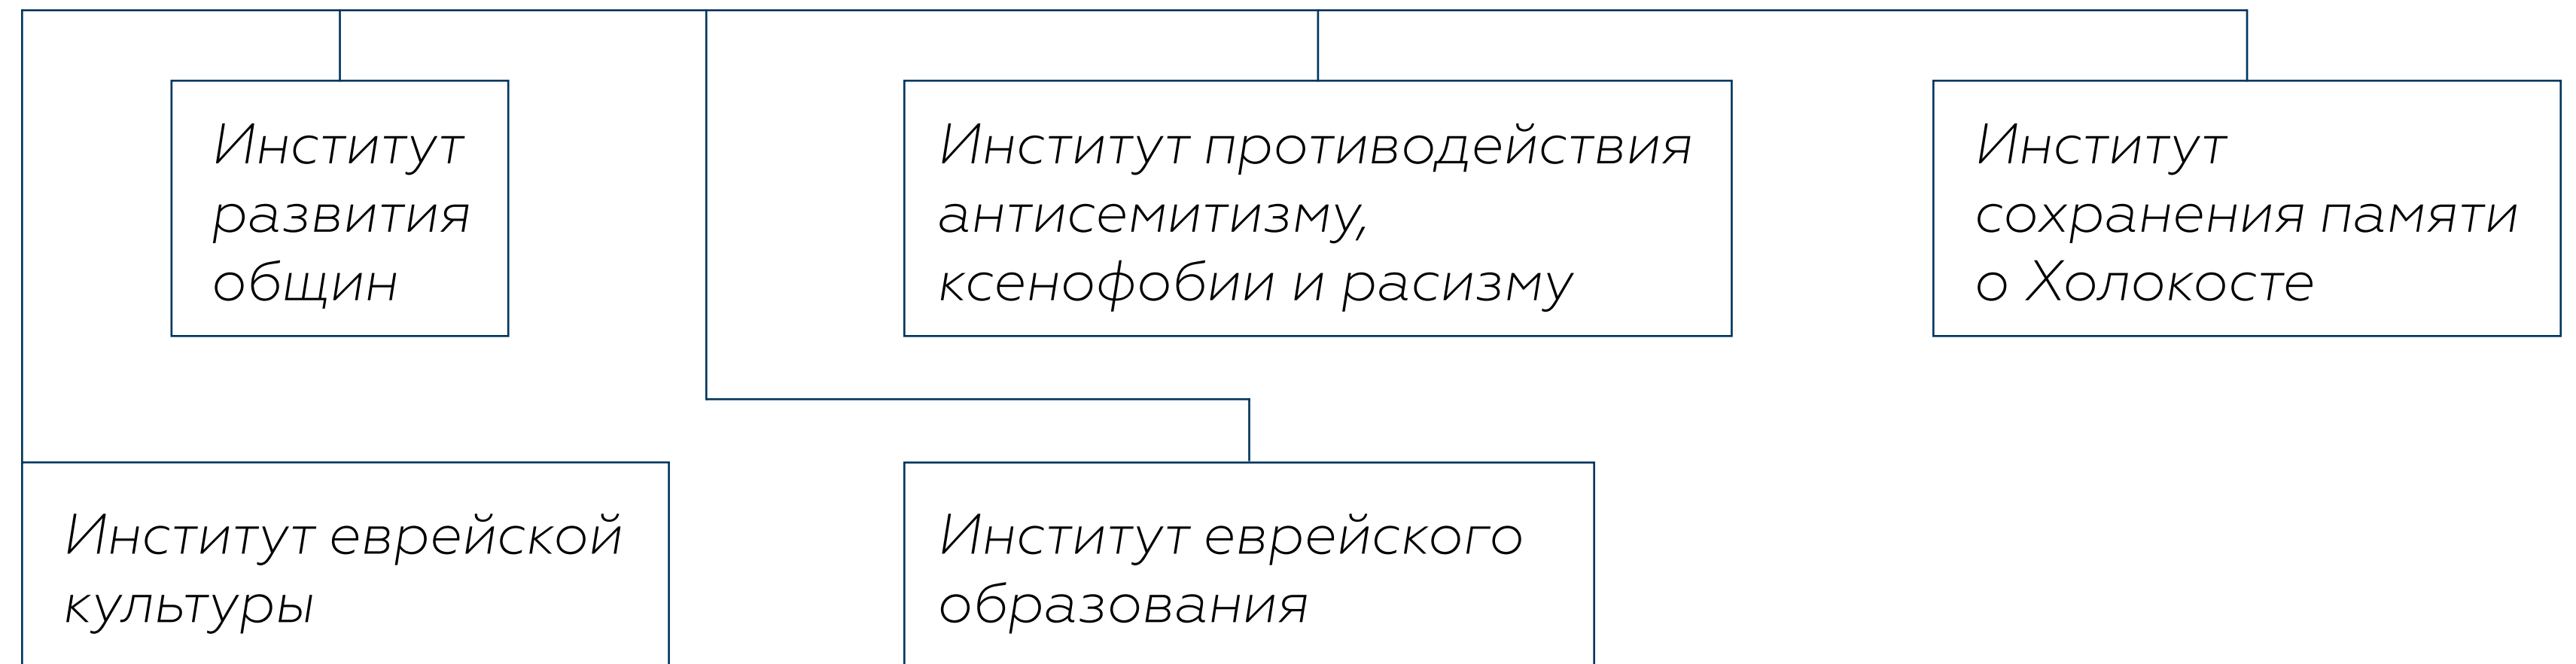 Институт
развития
общин
Институт противодействия
антисемитизму,
ксенофобии и расизму
Институт
сохранения памяти
о Холокосте
Институт еврейской
культуры
Институт еврейского
образования